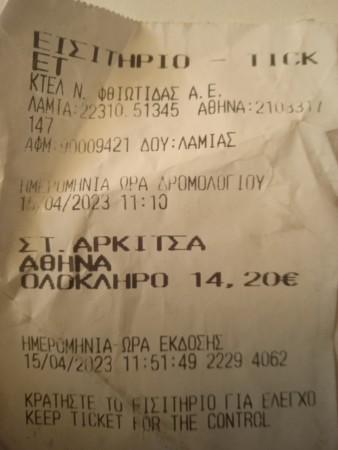 ΕΙΣΙΤΗΡΙΟ - TICK
ET
ΚΤΕΛ Ν. ΦΘΙΩΤΙΔΑΣ Α.Ε.
ΛΑΜΙΑ:22310.51345 ΑΘΗΝΑ:2103317
147
ΑΦΜ:90009421 ΔΟΥ:ΛΑΜΙΑΣ
ΗΜΕΡΟΜΗΝΙΑ ΩΡΑ ΔΡΟΜΟΛΟΓΙΟΥ
15/04/2023 11:10
ΣΤ.ΑΡΚΙΤΣΑ
ΑΘΗΝΑ
ΟΛΟΚΛΗΡΟ 14,20€
ΗΜΕΡΟΜΗΝΙΑ-ΩΡΑ ΕΚΔΟΣΗΣ
15/04/2023 11:51:49 2229 4062
ΚΡΑΤΗΣΤΕ ΤΟ ΕΙΣΙΤΗΡΙΟ ΓΙΑ ΕΛΕΓΧΟ
KEEP TICKET FOR THE CONTROL